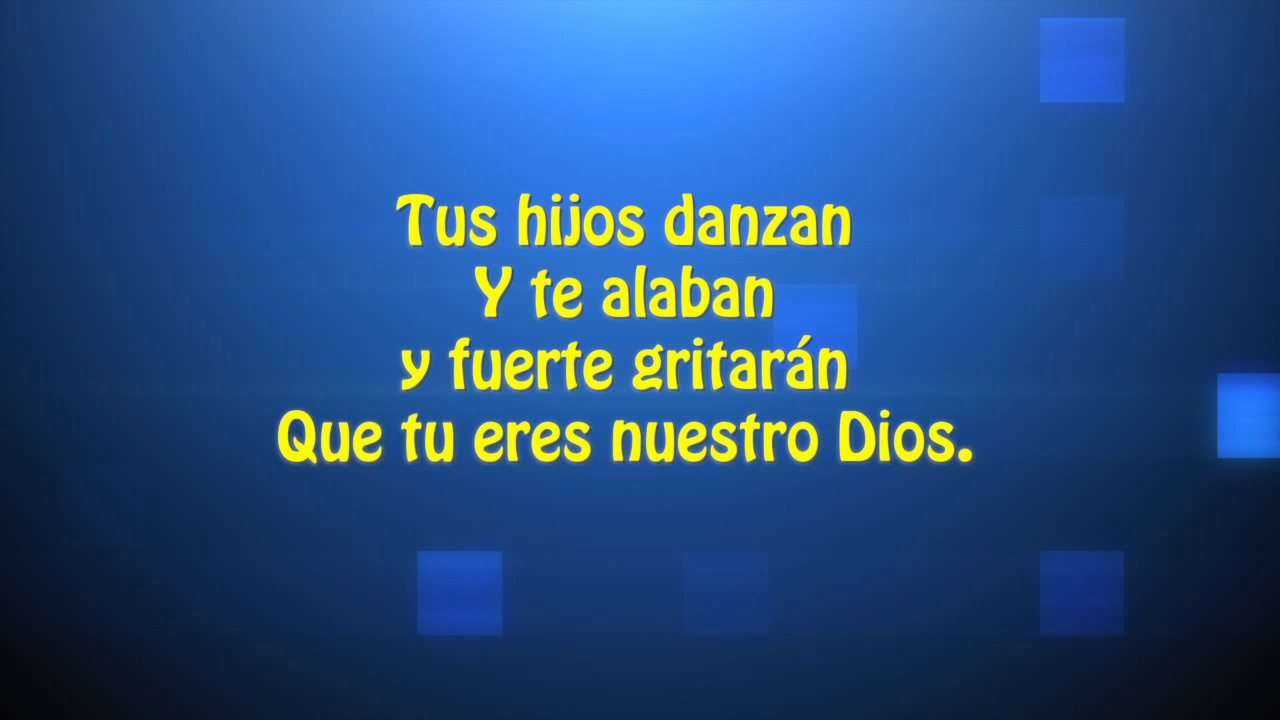 Tus hijos danzan
Y te alaban
y fuerte gritarán
Que tu eres nuestro Dios.